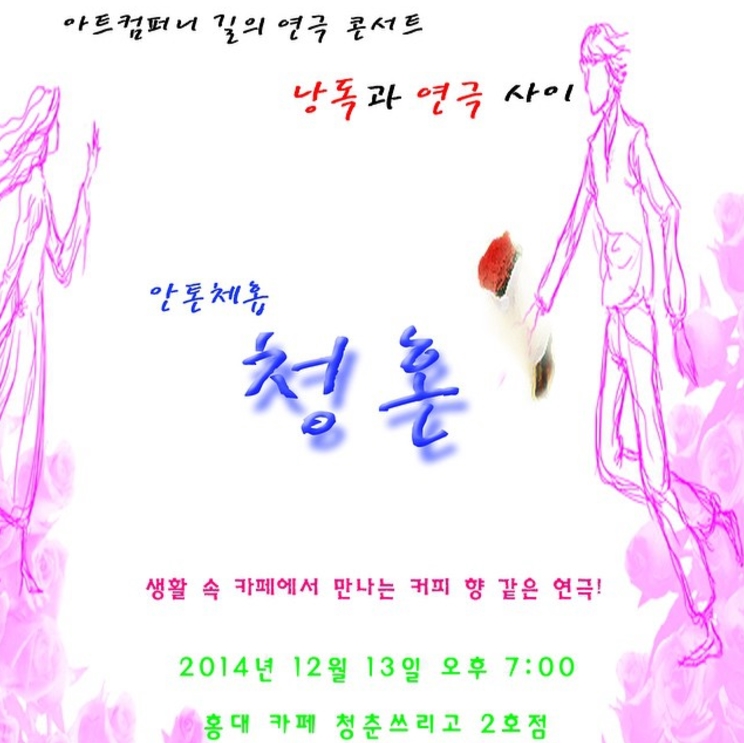 아트컴퍼니 길의 연극 콘서트
낭독과 연극 사이
안톤체홉
청혼
생활 속 카페에서 만나는 커피 향 같은 연극!
2014년 12월 13일 오후 7:00
홍대 카페 청춘쓰리고 2호점